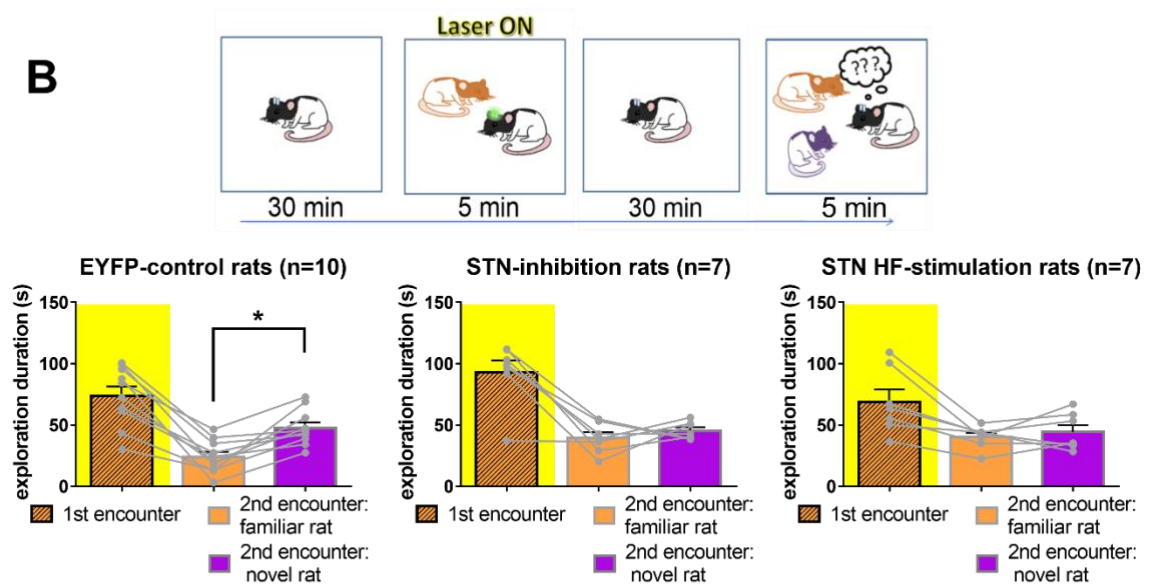 B
Laser ON
???
30 min
5 min
30 min
5 min
EYFP-control rats (n=10)
exploration duration (s)
150
100
50
0
*
1st encounter
2nd encounter:
familiar rat
2nd encounter:
novel rat
STN-inhibition rats (n=7)
exploration duration (s)
150
100
50
0
1st encounter
2nd encounter:
familiar rat
2nd encounter:
novel rat
STN HF-stimulation rats (n=7)
exploration duration (s)
150
100
50
0
1st encounter
2nd encounter:
familiar rat
2nd encounter:
novel rat